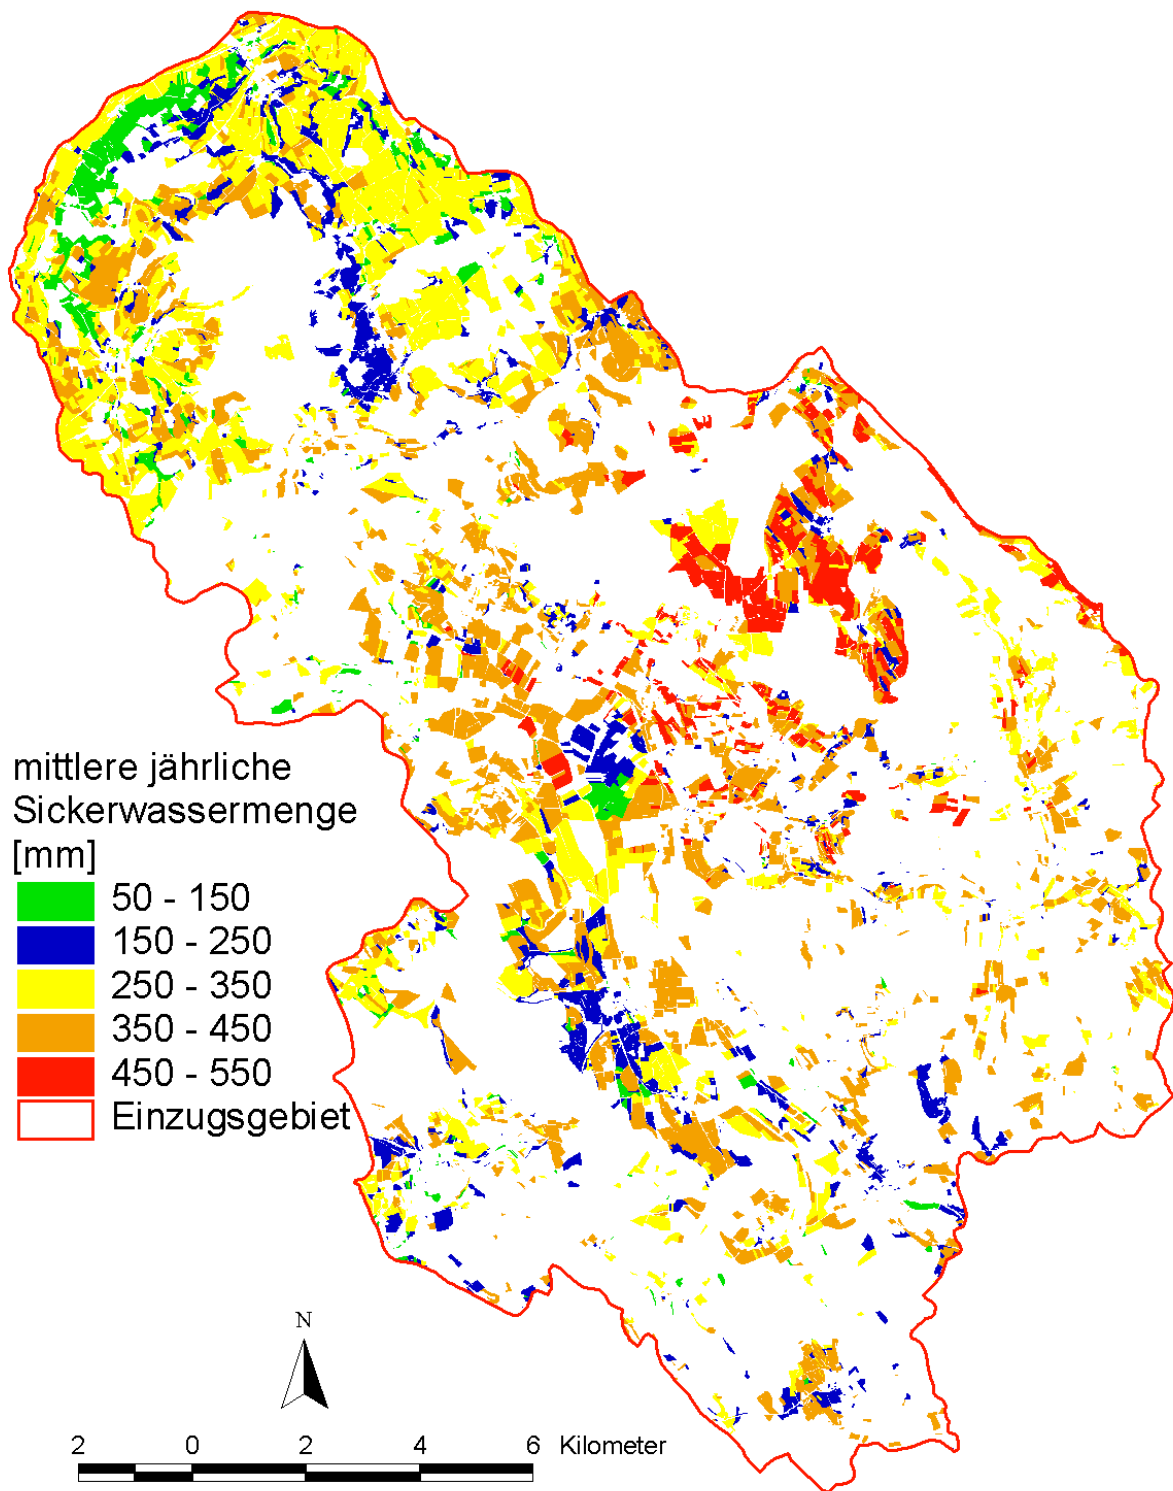 mittlere jährliche
Sickerwassermenge
[mm]
50 - 150
150 - 250
250 - 350
350 - 450
450 - 550
Einzugsgebiet
N
2 0 2 4 6 Kilometer